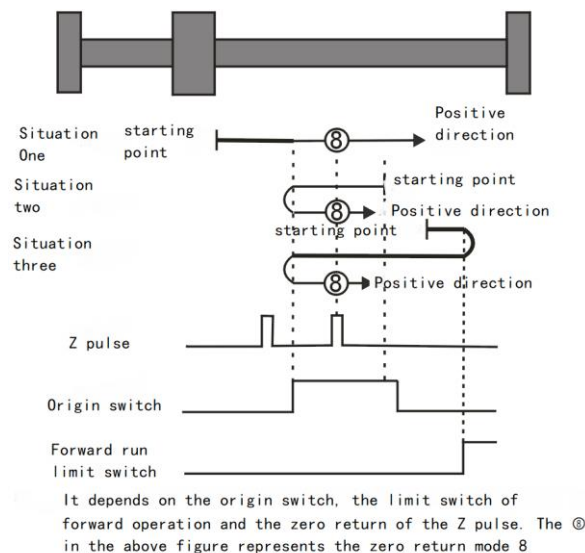 Situation One
starting point
⑧
Positive direction
Situation two
starting point
⑧
Positive direction
Situation three
starting point
⑧
Positive direction
Z pulse
Origin switch
Forward run limit switch
It depends on the origin switch, the limit switch of
forward operation and the zero return of the Z pulse. The ⑧
in the above figure represents the zero return mode 8